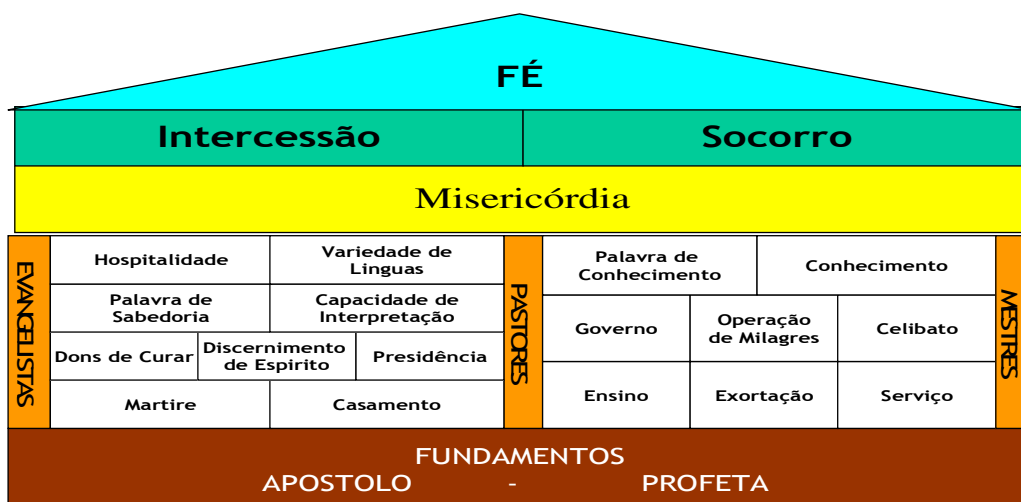 FÉ
Intercessão
Socorro
Misericórdia
EVANGELISTAS
Hospitalidade
Variedade de
Linguas
Palavra de
Sabedoria
Capacidade de
Interpretação
Dons de Curar
Discernimento
de Espirito
Presidência
Martire
Casamento
PASTORES
Palavra de
Conhecimento
Conhecimento
Governo
Operação
de Milagres
Celibato
Ensino
Exortação
Serviço
MESTRES
FUNDAMENTOS
APOSTOLO - PROFETA